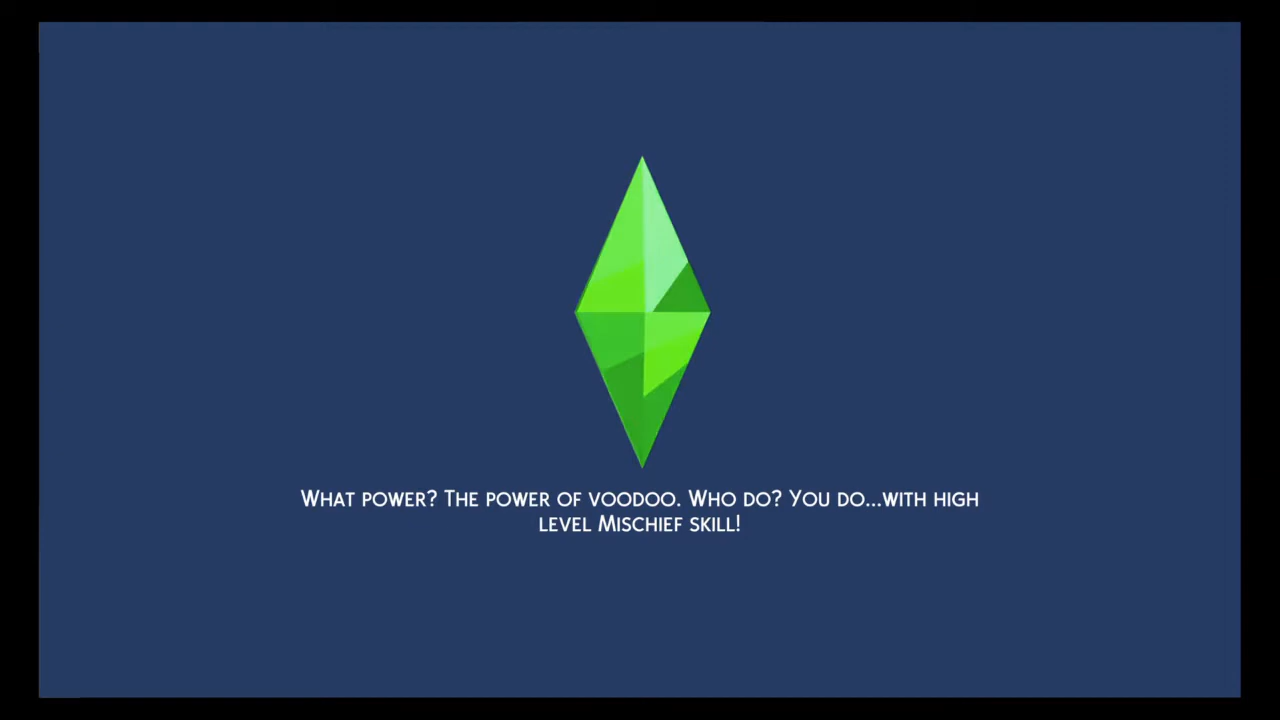 What power? The power of voodoo. Who do? You do...with high
level Mischief skill!